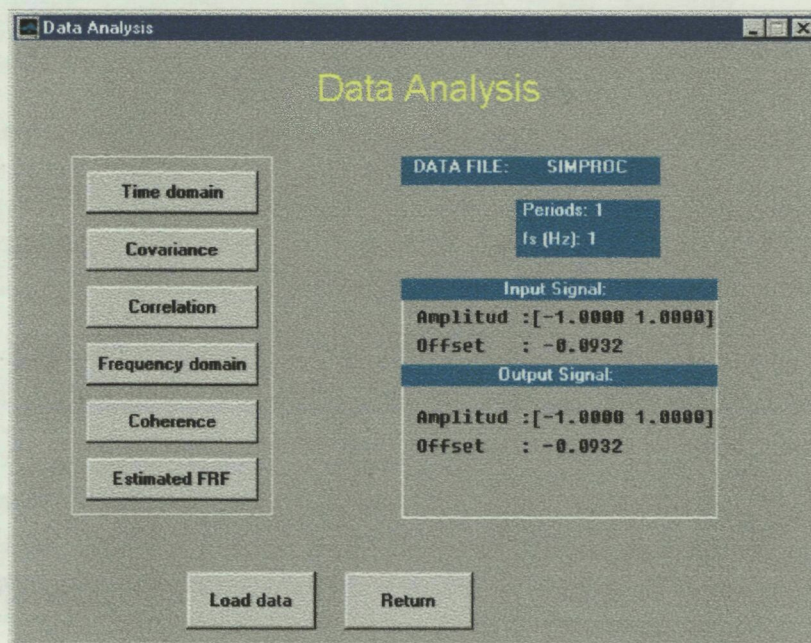 Data Analysis
Data Analysis
Time domain
Covariance
Correlation
Frequency domain
Coherence
Estimated FRF
DATA FILE: SIMPROC
Periods: 1
fs (Hz): 1
Input Signal:
Amplitud :[-1.0000 1.0000]
Offset : -0.0932
Output Signal:
Amplitud :[-1.0000 1.0000]
Offset : -0.0932
Load data
Return